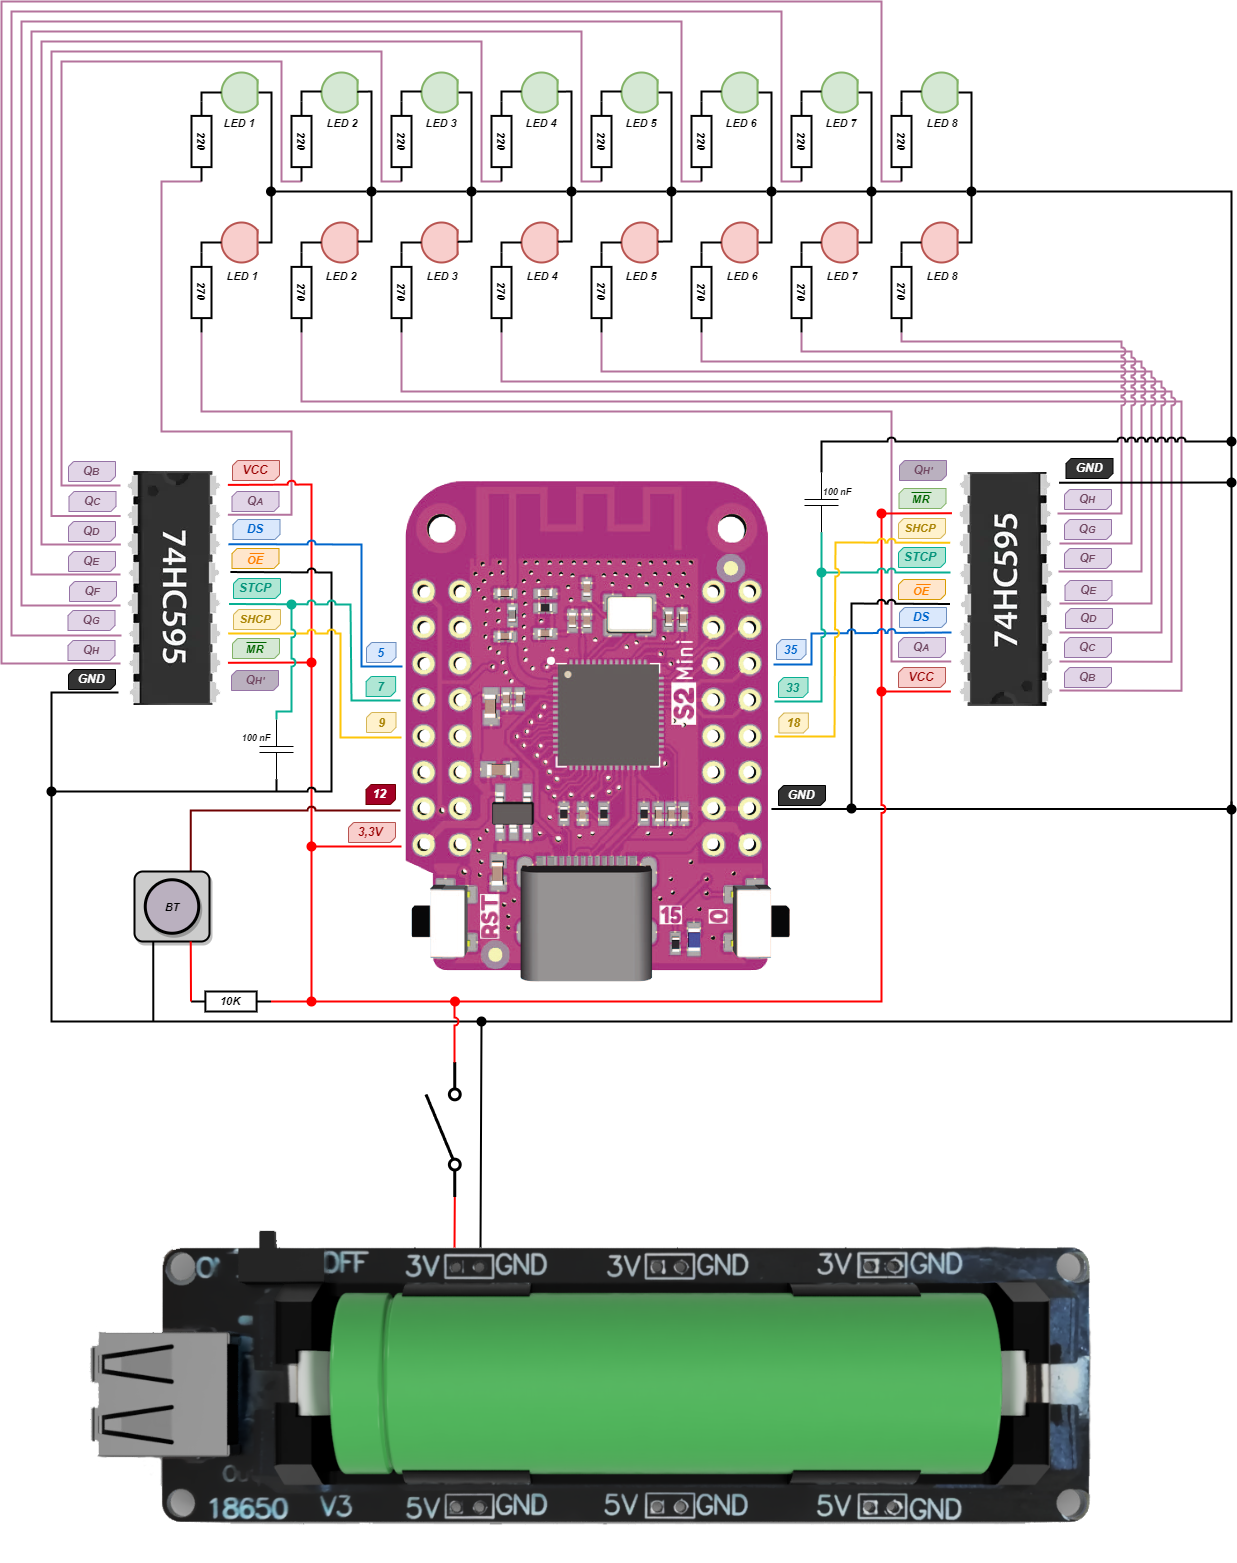 LED 1
LED 2
LED 3
LED 4
LED 5
LED 6
LED 7
LED 8
220
220
220
220
220
220
220
220
LED 1
LED 2
LED 3
LED 4
LED 5
LED 6
LED 7
LED 8
270
270
270
270
270
270
270
270
QB
QC
QD
QE
QF
QG
QH
GND
74HC595
VCC
QA
DS
OE
STCP
SHCP
MR
QH'
100 nF
5
7
9
12
3,3V
S2 Mini
RST
15
0
35
33
18
GND
100 nF
QH'
MR
SHCP
STCP
OE
DS
QA
VCC
74HC595
GND
QH
QG
QF
QE
QD
QC
QB
BT
10K
OFF
3V GND
3V GND
3V GND
18650 V3
5V GND
5V GND
5V GND